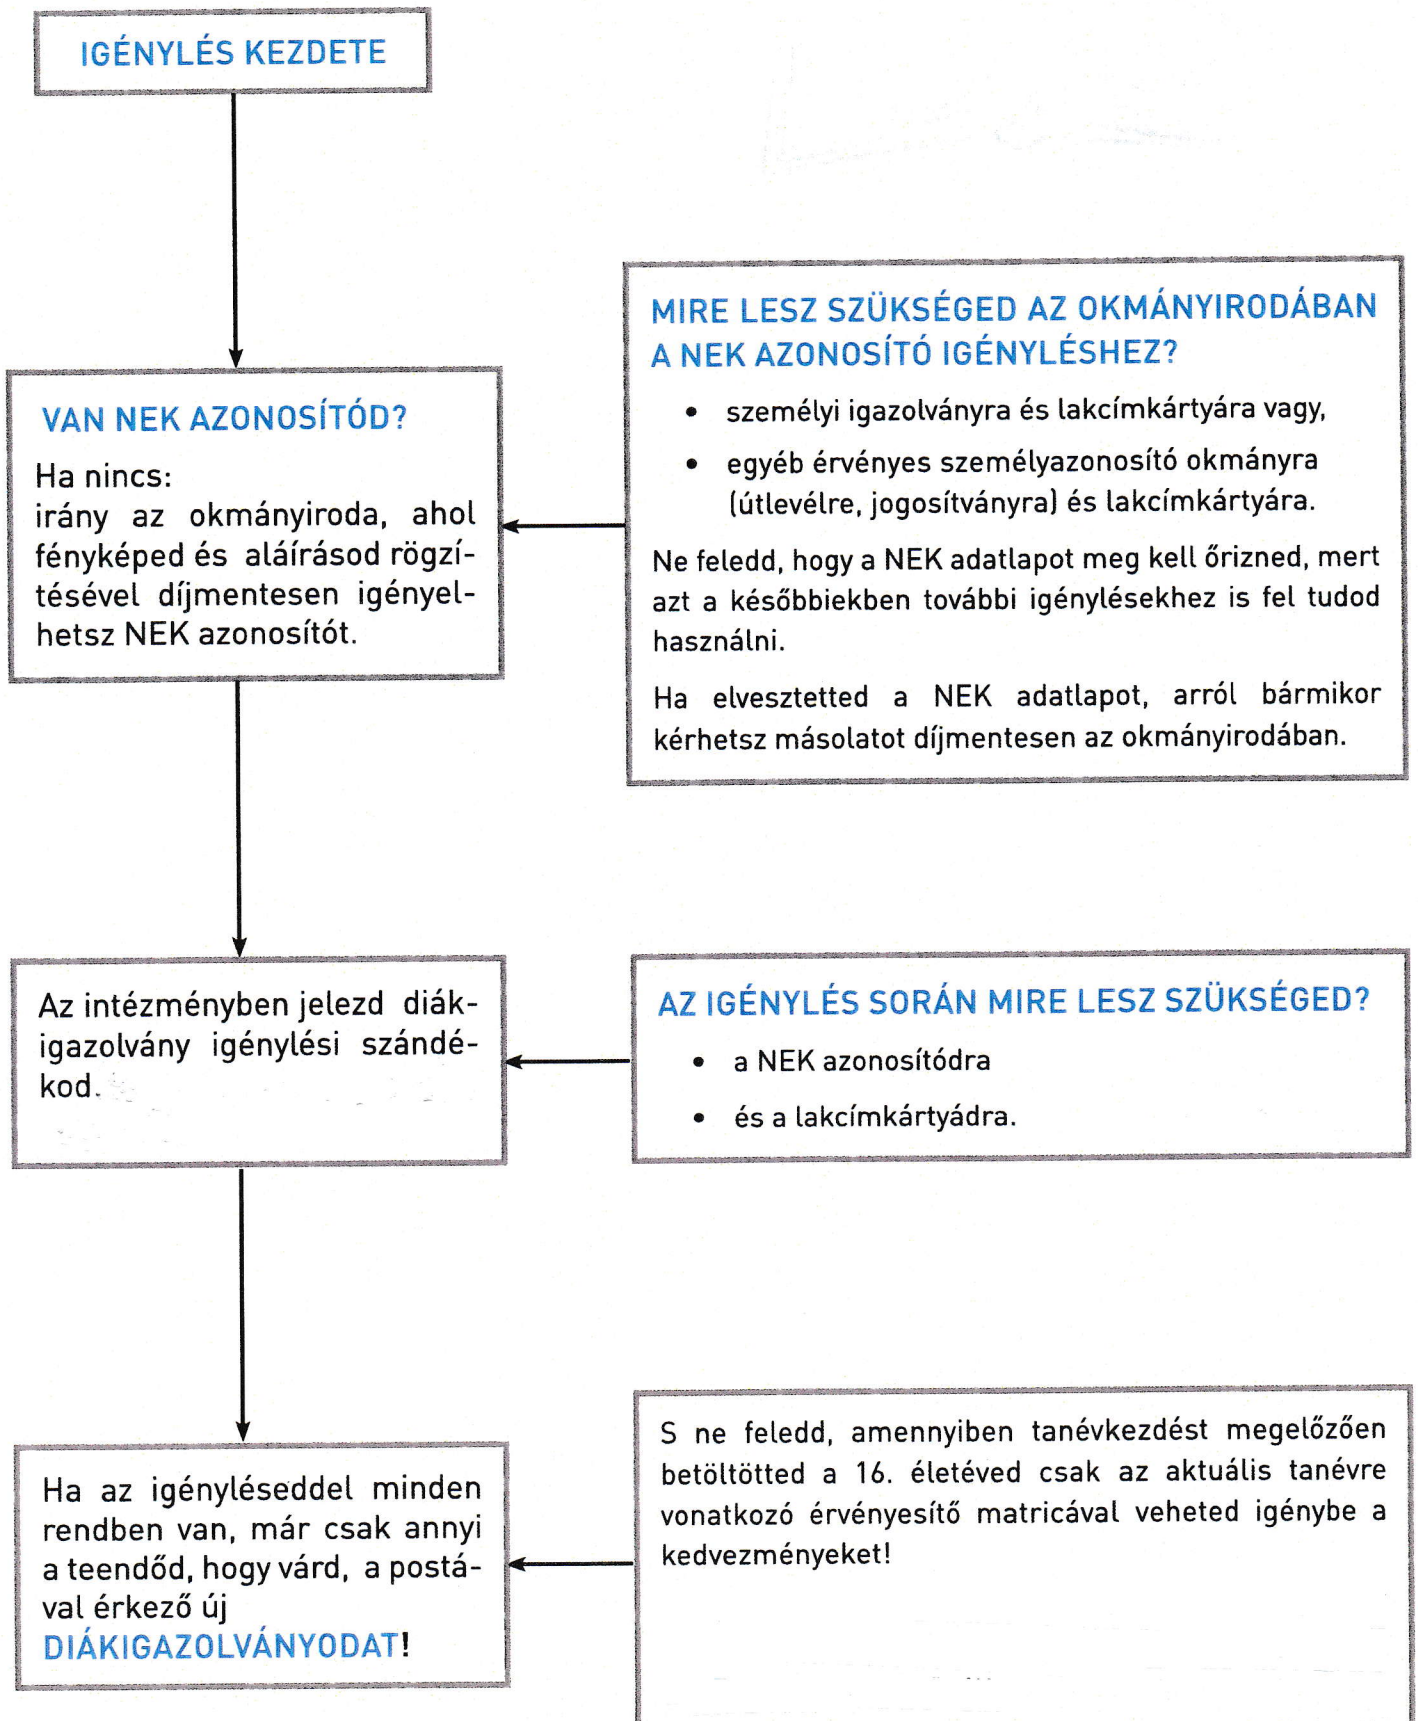 IGÉNYLÉS KEZDETE
VAN NEK AZONOSÍTÓD?
Ha nincs:
irány az okmányiroda, ahol
fényképed és aláírásod rögzí-
tésével díjmentesen igényel-
hetsz NEK azonosítót.
MIRE LESZ SZÜKSÉGED AZ OKMÁNYIRODÁBAN
A NEK AZONOSÍTÓ IGÉNYLÉSHEZ?
• személyi igazolványra és lakcímkártyára vagy,
• egyéb érvényes személyazonosító okmányra
(útlevélre, jogosítványra) és lakcímkártyára.
Ne feledd, hogy a NEK adatlapot meg kell őrizned, mert
azt a későbbiekben további igénylésekhez is fel tudod
használni.
Ha elvesztetted a NEK adatlapot, arról bármikor
kérhetsz másolatot díjmentesen az okmányirodában.
Az intézményben jelezd diák-
igazolvány igénylési szándé-
kod.
AZ IGÉNYLÉS SORÁN MIRE LESZ SZÜKSÉGED?
• a NEK azonosítódra
• és a lakcímkártyádra.
Ha az igényléseddel minden
rendben van, már csak annyi
a teendőd, hogy várd, a postá-
val érkező új
DIÁKIGAZOLVÁNYODAT!
S ne feledd, amennyiben tanévkezdést megelőzően
betöltötted a 16. életéved csak az aktuális tanévre
vonatkozó érvényesítő matricával veheted igénybe a
kedvezményeket!